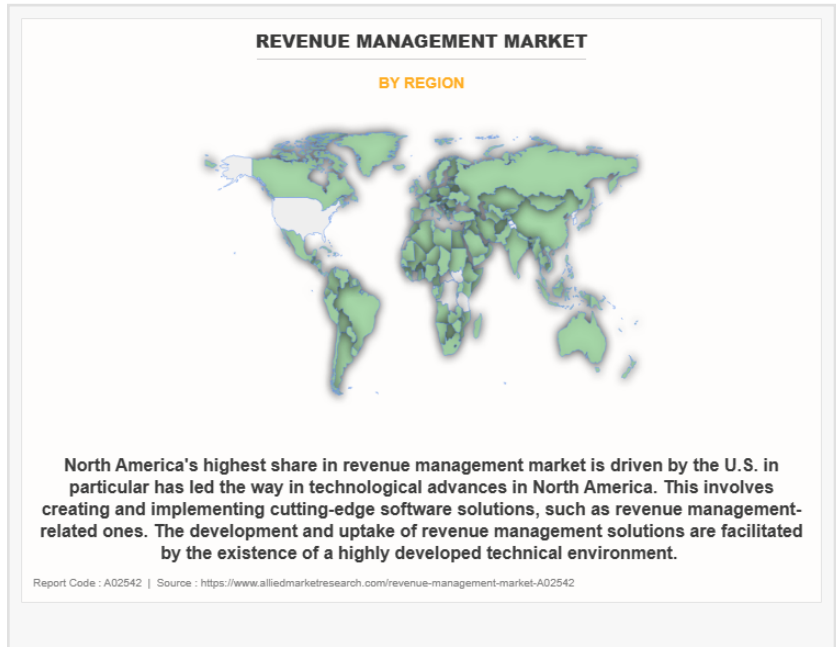 REVENUE MANAGEMENT MARKET
BY REGION
North America's highest share in revenue management market is driven by the U.S. in
particular has led the way in technological advances in North America. This involves
creating and implementing cutting-edge software solutions, such as revenue management-
related ones. The development and uptake of revenue management solutions are facilitated
by the existence of a highly developed technical environment.
Report Code : A02542 | Source : https://www.alliedmarketresearch.com/revenue-management-market-A02542